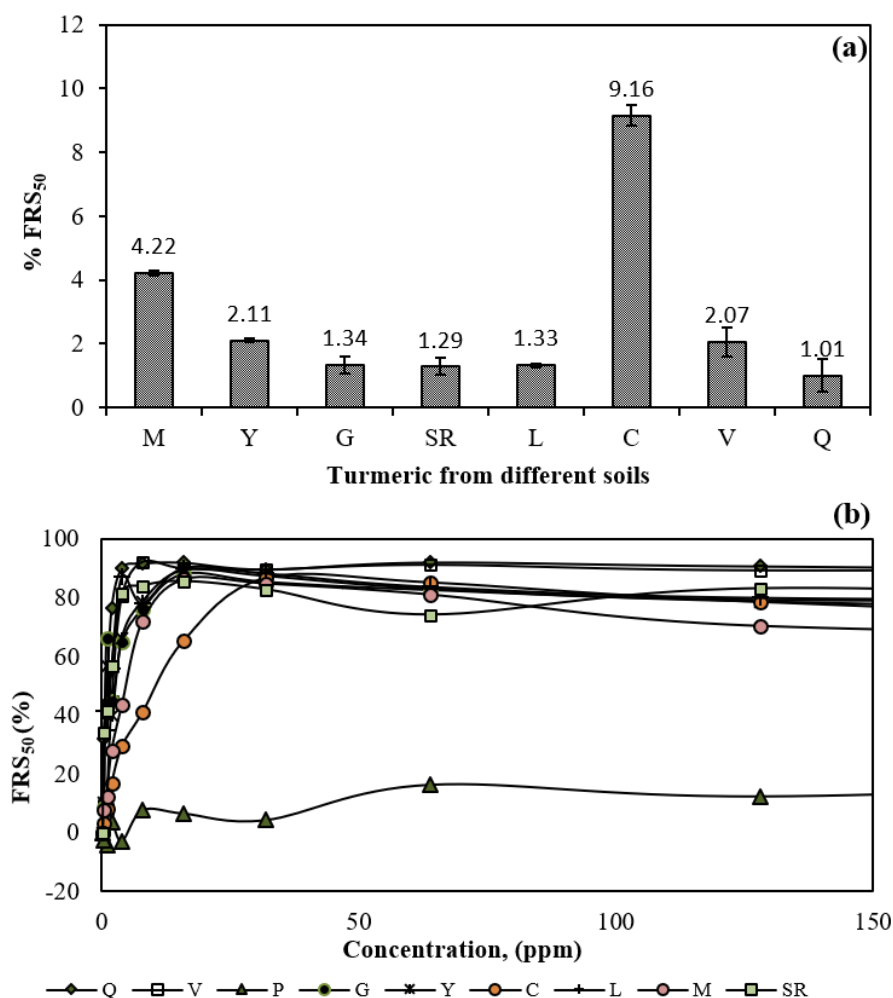 (a)
% FRS50
12
10
8
6
4
2
0
4.22
2.11
1.34
1.29
1.33
9.16
2.07
1.01
M Y G SR L C V Q
Turmeric from different soils
(b)
FRS50 (%)
100
80
60
40
20
0
-20
0 50 100 150
Concentration, (ppm)
Q V P G Y C L M SR